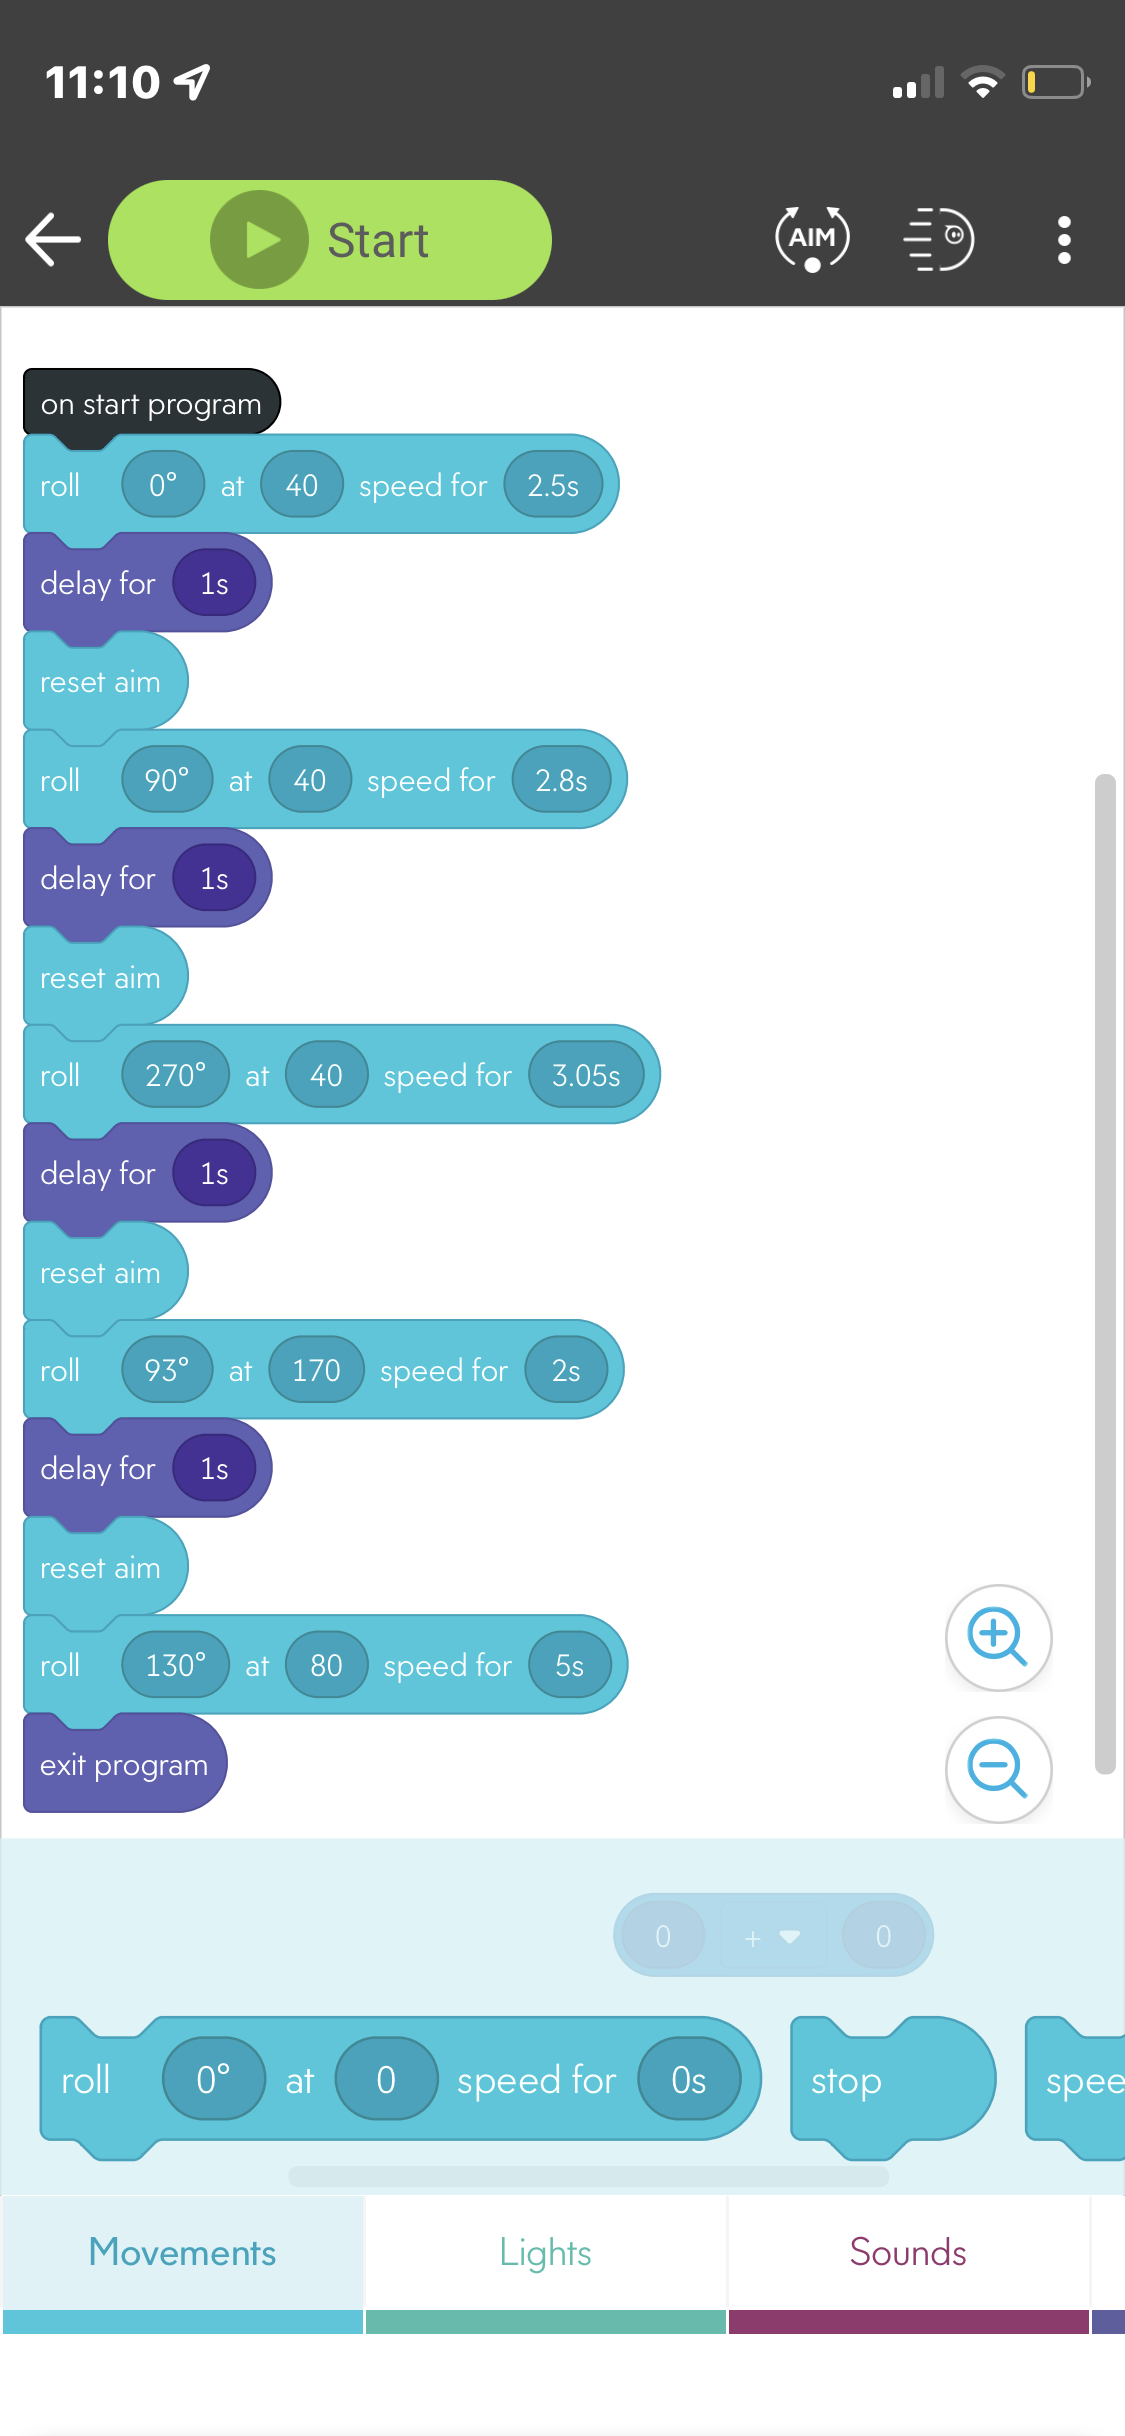 11:10
Start
AIM
on start program
roll 0° at 40 speed for 2.5s
delay for 1s
reset aim
roll 90° at 40 speed for 2.8s
delay for 1s
reset aim
roll 270° at 40 speed for 3.05s
delay for 1s
reset aim
roll 93° at 170 speed for 2s
delay for 1s
reset aim
roll 130° at 80 speed for 5s
exit program
0 + 0
roll 0° at 0 speed for 0s stop spee
Movements Lights Sounds